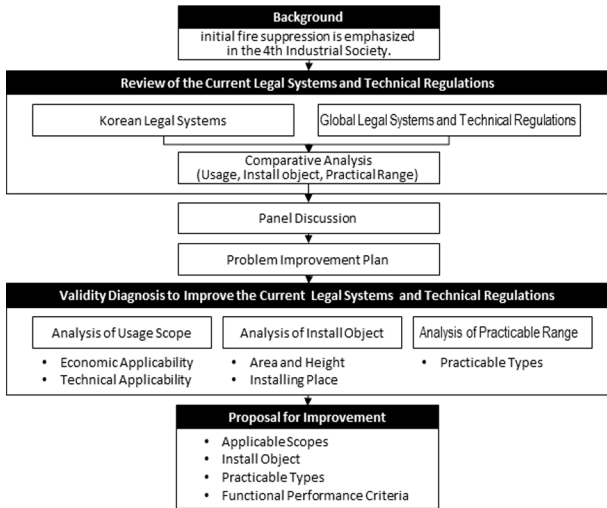 Background
initial fire suppression is emphasized
in the 4th Industrial Society.
Review of the Current Legal Systems and Technical Regulations
Korean Legal Systems
Global Legal Systems and Technical Regulations
Comparative Analysis
(Usage, Install object, Practical Range)
Panel Discussion
Problem Improvement Plan
Validity Diagnosis to Improve the Current Legal Systems and Technical Regulations
Analysis of Usage Scope
• Economic Applicability
• Technical Applicability
Analysis of Install Object
• Area and Height
• Installing Place
Analysis of Practicable Range
• Practicable Types
Proposal for Improvement
• Applicable Scopes
• Install Object
• Practicable Types
• Functional Performance Criteria